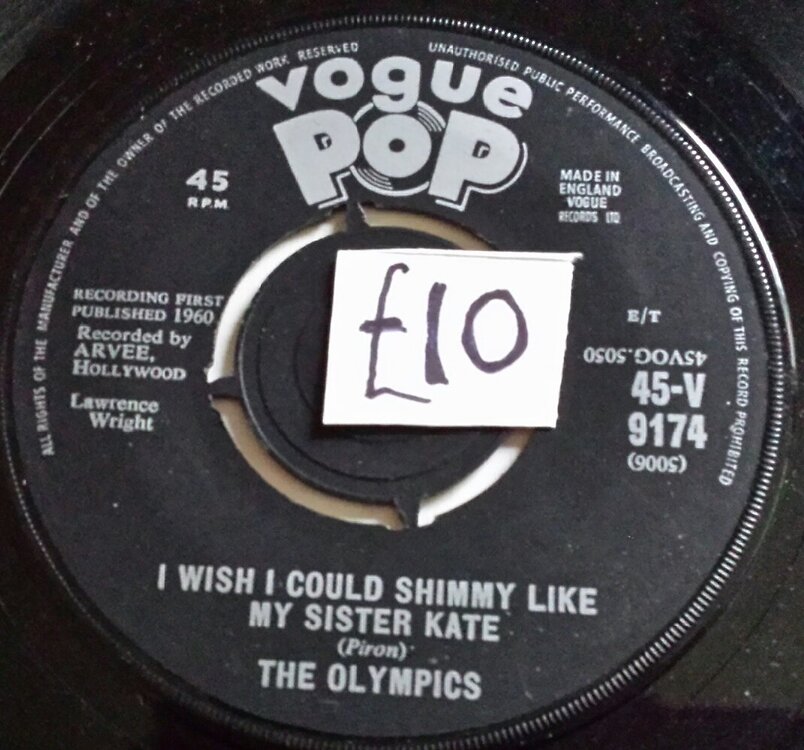 ALL RIGHTS OF THE MANUFACTURER AND OF THE OWNER OF THE RECORDED WORK RESERVED
UNAUTHORISED PUBLIC PERFORMANCE BROADCASTING AND COPYING OF THIS RECORD PROHIBITED
vogue
POP
45
R.P.M
MADE IN
ENGLAND
VOGUE
RECORDS LTD
£10
RECORDING FIRST
PUBLISHED 1960
Recorded by
ARVEE,
HOLLYWOOD
Lawrence
Wright
E/T
45VOG.5050
45-V
9174
(5006)
I WISH I COULD SHIMMY LIKE
MY SISTER KATE
(Piron)
THE OLYMPICS